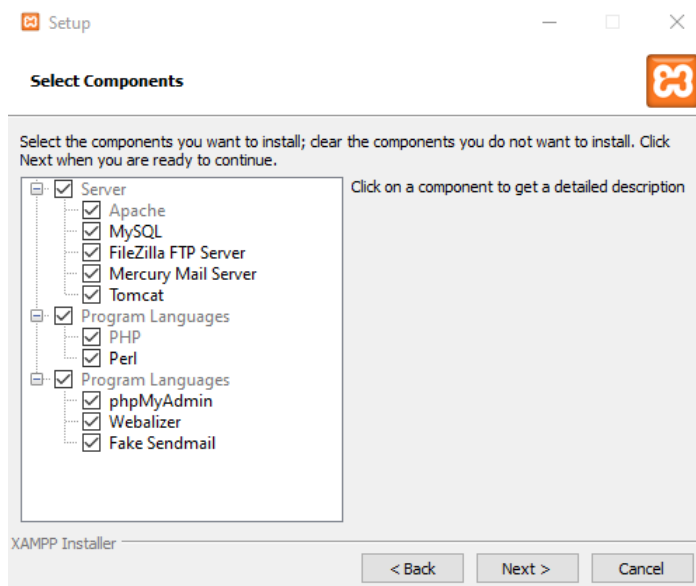 Setup
Select Components
Select the components you want to install; clear the components you do not want to install. Click
Next when you are ready to continue.
Server
Apache
MySQL
FileZilla FTP Server
Mercury Mail Server
Tomcat
Program Languages
PHP
Perl
Program Languages
phpMyAdmin
Webalizer
Fake Sendmail
Click on a component to get a detailed description
XAMPP Installer
< Back
Next >
Cancel